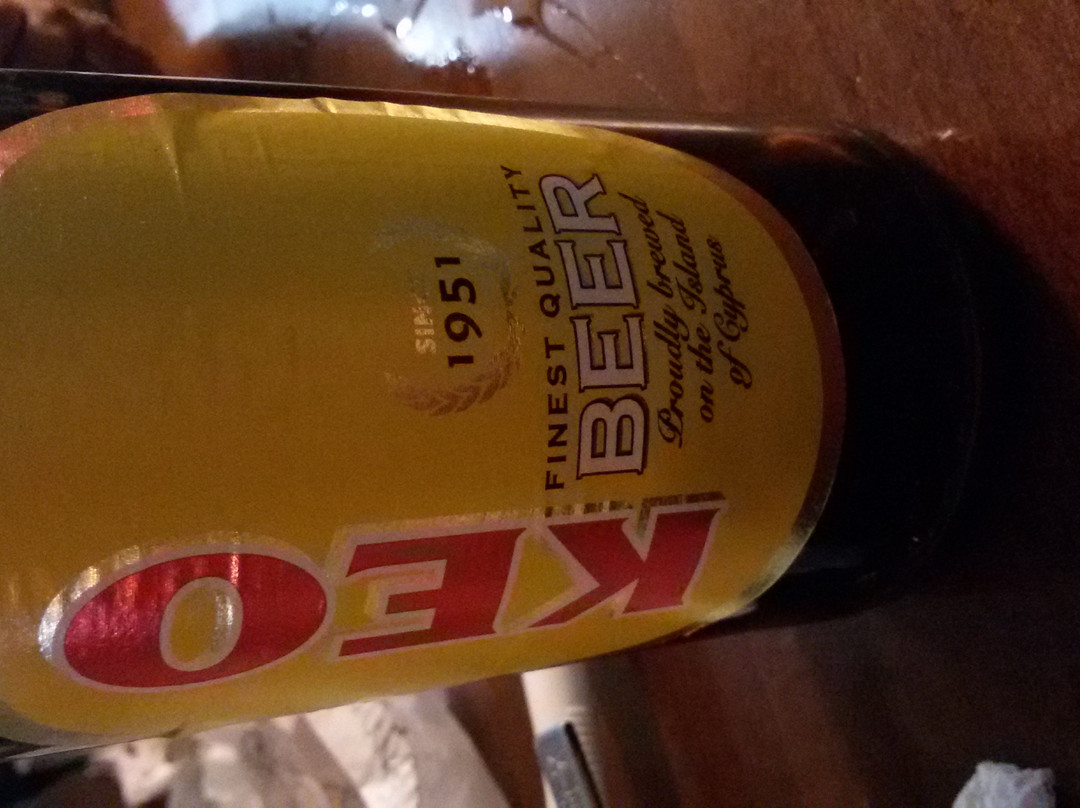 KEO
SINCE
1951
FINEST QUALITY
BEER
Proudly brewed
on the Island
of Cyprus